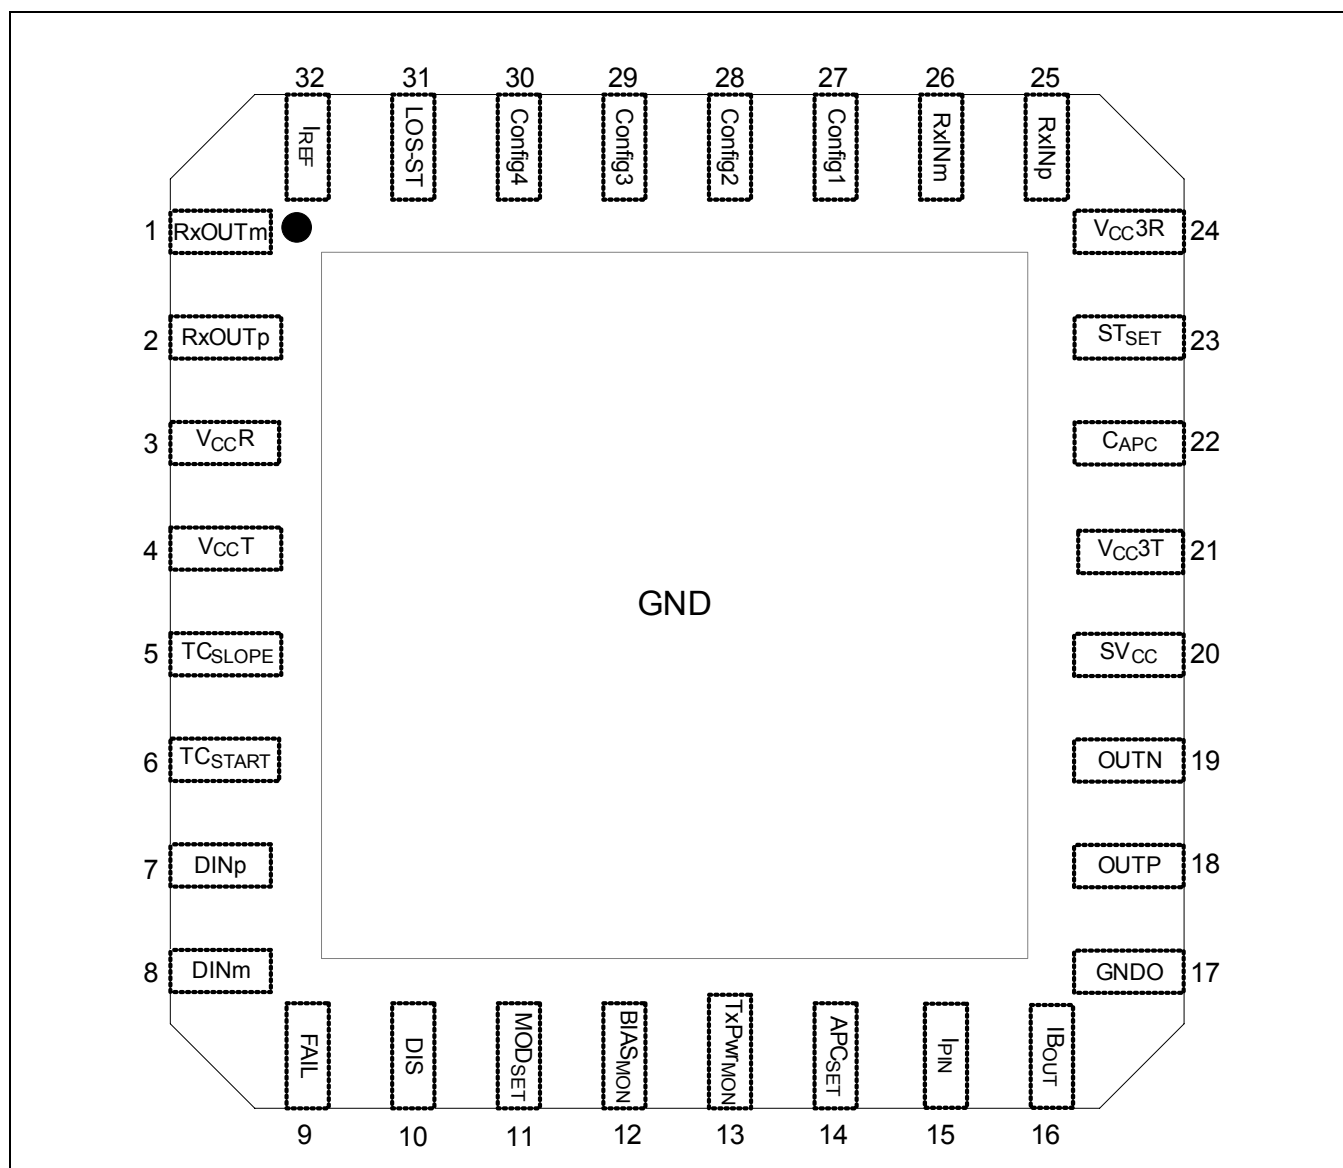 32 31 30 29 28 27 26 25
IREF LOS-ST Config4 Config3 Config2 Config1 RxINm RxINp
1 RxOUTm VCC3R 24
2 RxOUTp STSET 23
3 VCCR CAPC 22
4 VCCT VCC3T 21
GND
5 TCSLOPE SVCC 20
6 TCSTART OUTN 19
7 DINp OUTP 18
8 DINm GNDO 17
FAIL DIS MODSET BIASMON TxPwrMON APCSET IPIN IBOUT
9 10 11 12 13 14 15 16